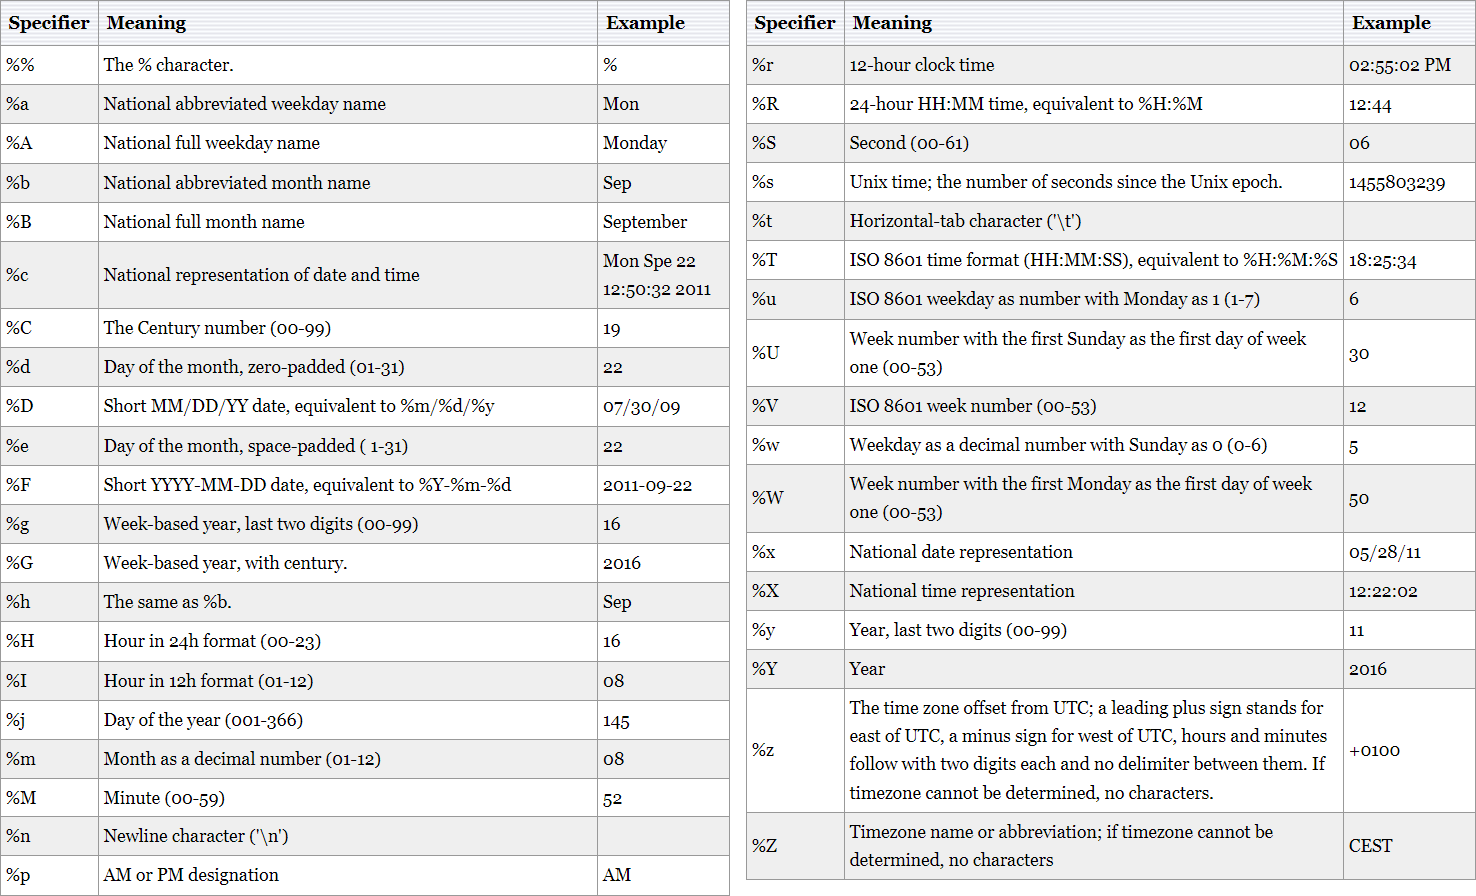 Specifier Meaning Example
%% The % character. %
%a National abbreviated weekday name Mon
%A National full weekday name Monday
%b National abbreviated month name Sep
%B National full month name September
%c National representation of date and time Mon Spe 22
12:50:32 2011
%C The Century number (00-99) 19
%d Day of the month, zero-padded (01-31) 22
%D Short MM/DD/YY date, equivalent to %m/%d/%y 07/30/09
%e Day of the month, space-padded ( 1-31) 22
%F Short YYYY-MM-DD date, equivalent to %Y-%m-%d 2011-09-22
%g Week-based year, last two digits (00-99) 16
%G Week-based year, with century. 2016
%h The same as %b. Sep
%H Hour in 24h format (00-23) 16
%I Hour in 12h format (01-12) 08
%j Day of the year (001-366) 145
%m Month as a decimal number (01-12) 08
%M Minute (00-59) 52
%n Newline character ('\n')
%p AM or PM designation AM
Specifier Meaning Example
%r 12-hour clock time 02:55:02 PM
%R 24-hour HH:MM time, equivalent to %H:%M 12:44
%S Second (00-61) 06
%s Unix time; the number of seconds since the Unix epoch. 1455803239
%t Horizontal-tab character ('\t')
%T ISO 8601 time format (HH:MM:SS), equivalent to %H:%M:%S 18:25:34
%u ISO 8601 weekday as number with Monday as 1 (1-7) 6
%U Week number with the first Sunday as the first day of week
one (00-53) 30
%V ISO 8601 week number (00-53) 12
%w Weekday as a decimal number with Sunday as 0 (0-6) 5
%W Week number with the first Monday as the first day of week
one (00-53) 50
%x National date representation 05/28/11
%X National time representation 12:22:02
%y Year, last two digits (00-99) 11
%Y Year 2016
%z The time zone offset from UTC; a leading plus sign stands for
east of UTC, a minus sign for west of UTC, hours and minutes
follow with two digits each and no delimiter between them. If
timezone cannot be determined, no characters. +0100
%Z Timezone name or abbreviation; if timezone cannot be
determined, no characters CEST